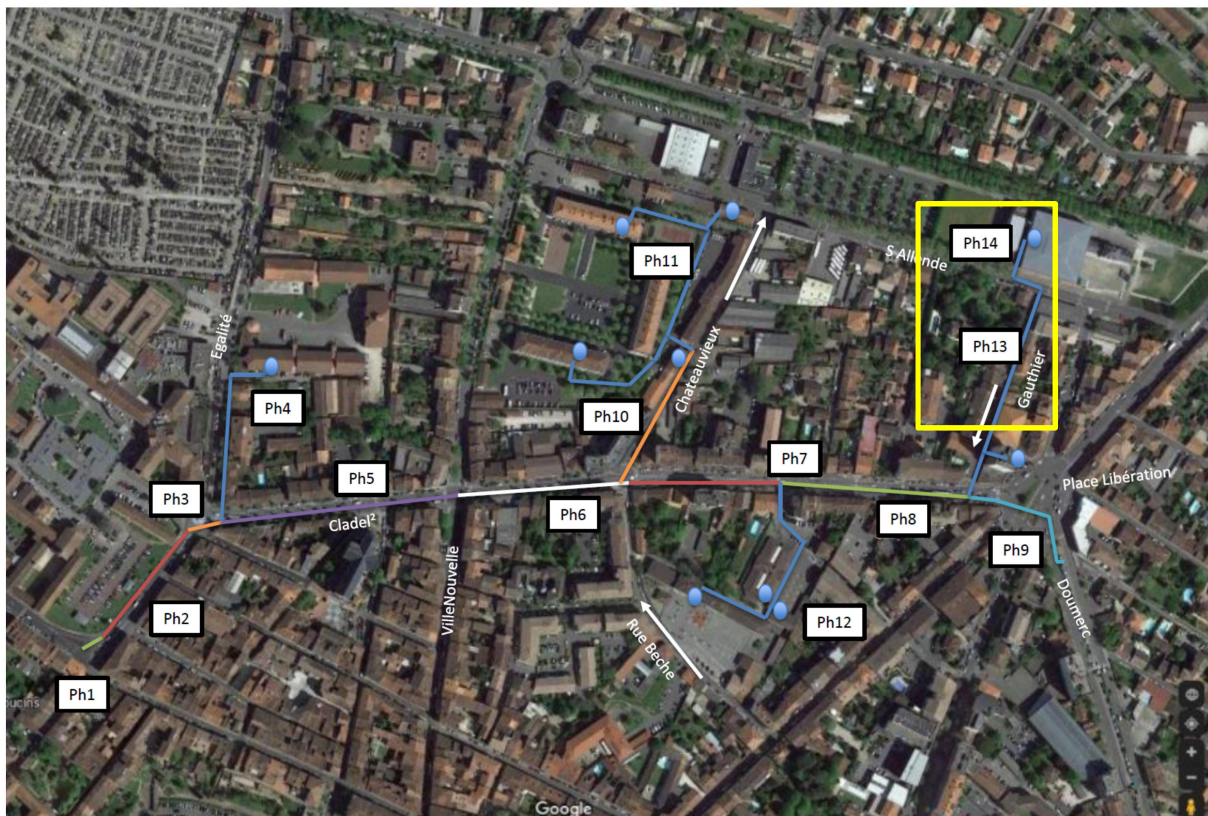 Ph14
Ph11
S Allende
Egalité
Ph13
Chateauvieux
Gauthier
Ph4
Ph10
Ph7
Ph5
Place Libération
Ph3
Cladel²
Ph6
Ph8
Ph9
VilleNouvelle
Doumerc
Ph2
Ph12
Rue Beche
Ph1
ucins
Google